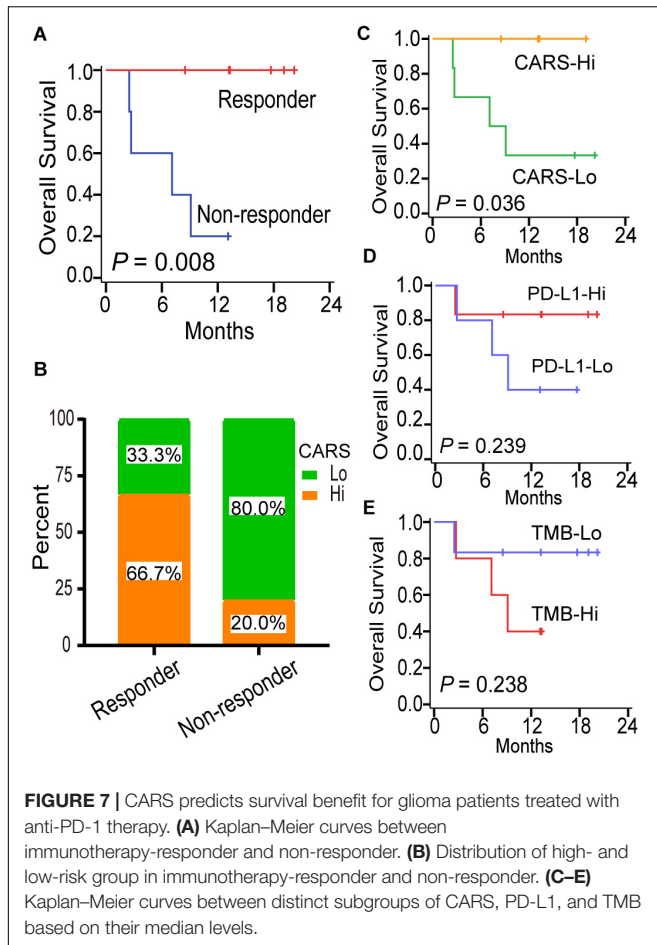 A
Overall Survival
1.0
0.8
0.6
0.4
0.2
0.0
Responder
Non-responder
P = 0.008
0 6 12 18 24
Months
B
Percent
100
75
50
25
0
33.3%
66.7%
80.0%
20.0%
CARS
Lo
Hi
Responder
Non-responder
C
Overall Survival
1.0
0.8
0.6
0.4
0.2
0.0
CARS-Hi
CARS-Lo
P = 0.036
0 6 12 18 24
Months
D
Overall Survival
1.0
0.8
0.6
0.4
0.2
0.0
PD-L1-Hi
PD-L1-Lo
P = 0.239
0 6 12 18 24
Months
E
Overall Survival
1.0
0.8
0.6
0.4
0.2
0.0
TMB-Lo
TMB-Hi
P = 0.238
0 6 12 18 24
Months
FIGURE 7 | CARS predicts survival benefit for glioma patients treated with
anti-PD-1 therapy. (A) Kaplan–Meier curves between
immunotherapy-responder and non-responder. (B) Distribution of high- and
low-risk group in immunotherapy-responder and non-responder. (C–E)
Kaplan–Meier curves between distinct subgroups of CARS, PD-L1, and TMB
based on their median levels.